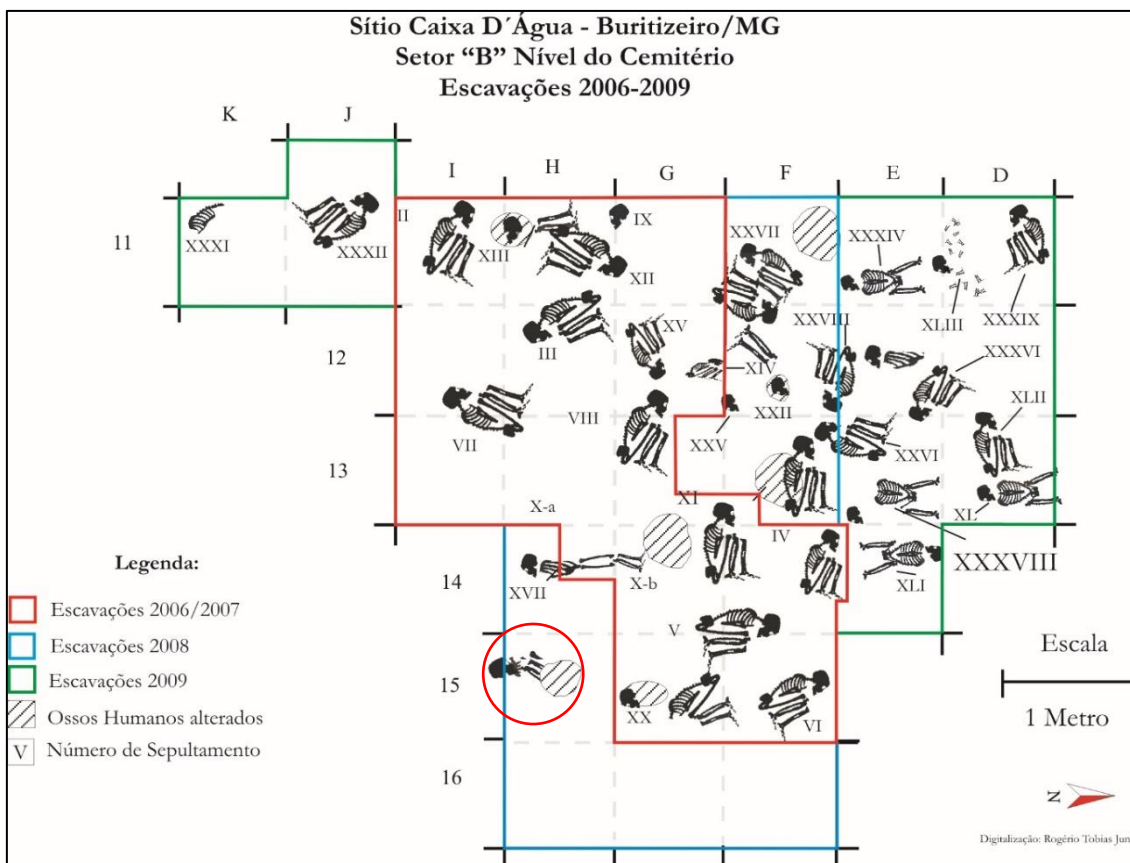 Sítio Caixa D´Água - Buritizeiro/MG
Setor “B” Nível do Cemitério
Escavações 2006-2009
K
J
I
H
G
F
E
D
11
XXXI
XXXII
II
XIII
IX
XII
XXVII
XXXIV
XLIII
XXXIX
12
III
XV
XIV
XXVIII
XXII
XXXVI
XLII
13
VII
VIII
XXV
XXVI
XI
XL
X-a
IV
XXXVIII
14
XVII
X-b
XLI
V
15
XX
VI
16
Legenda:
Escavações 2006/2007
Escavações 2008
Escavações 2009
Ossos Humanos alterados
V Número de Sepultamento
Escala
1 Metro
N
Digitalização: Rogério Tobias Jun